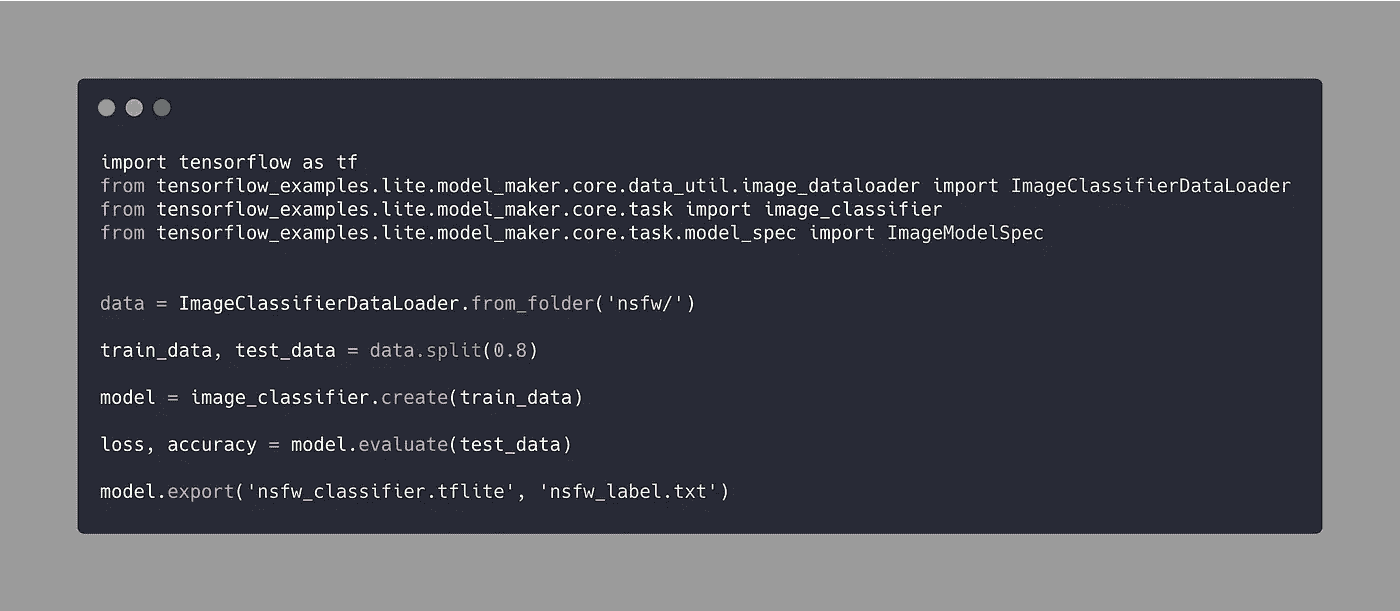 import tensorflow as tf
from tensorflow_examples.lite.model_maker.core.data_util.image_dataloader import ImageClassifierDataLoader
from tensorflow_examples.lite.model_maker.core.task import image_classifier
from tensorflow_examples.lite.model_maker.core.task.model_spec import ImageModelSpec
data = ImageClassifierDataLoader.from_folder('nsfw/')
train_data, test_data = data.split(0.8)
model = image_classifier.create(train_data)
loss, accuracy = model.evaluate(test_data)
model.export('nsfw_classifier.tflite', 'nsfw_label.txt')